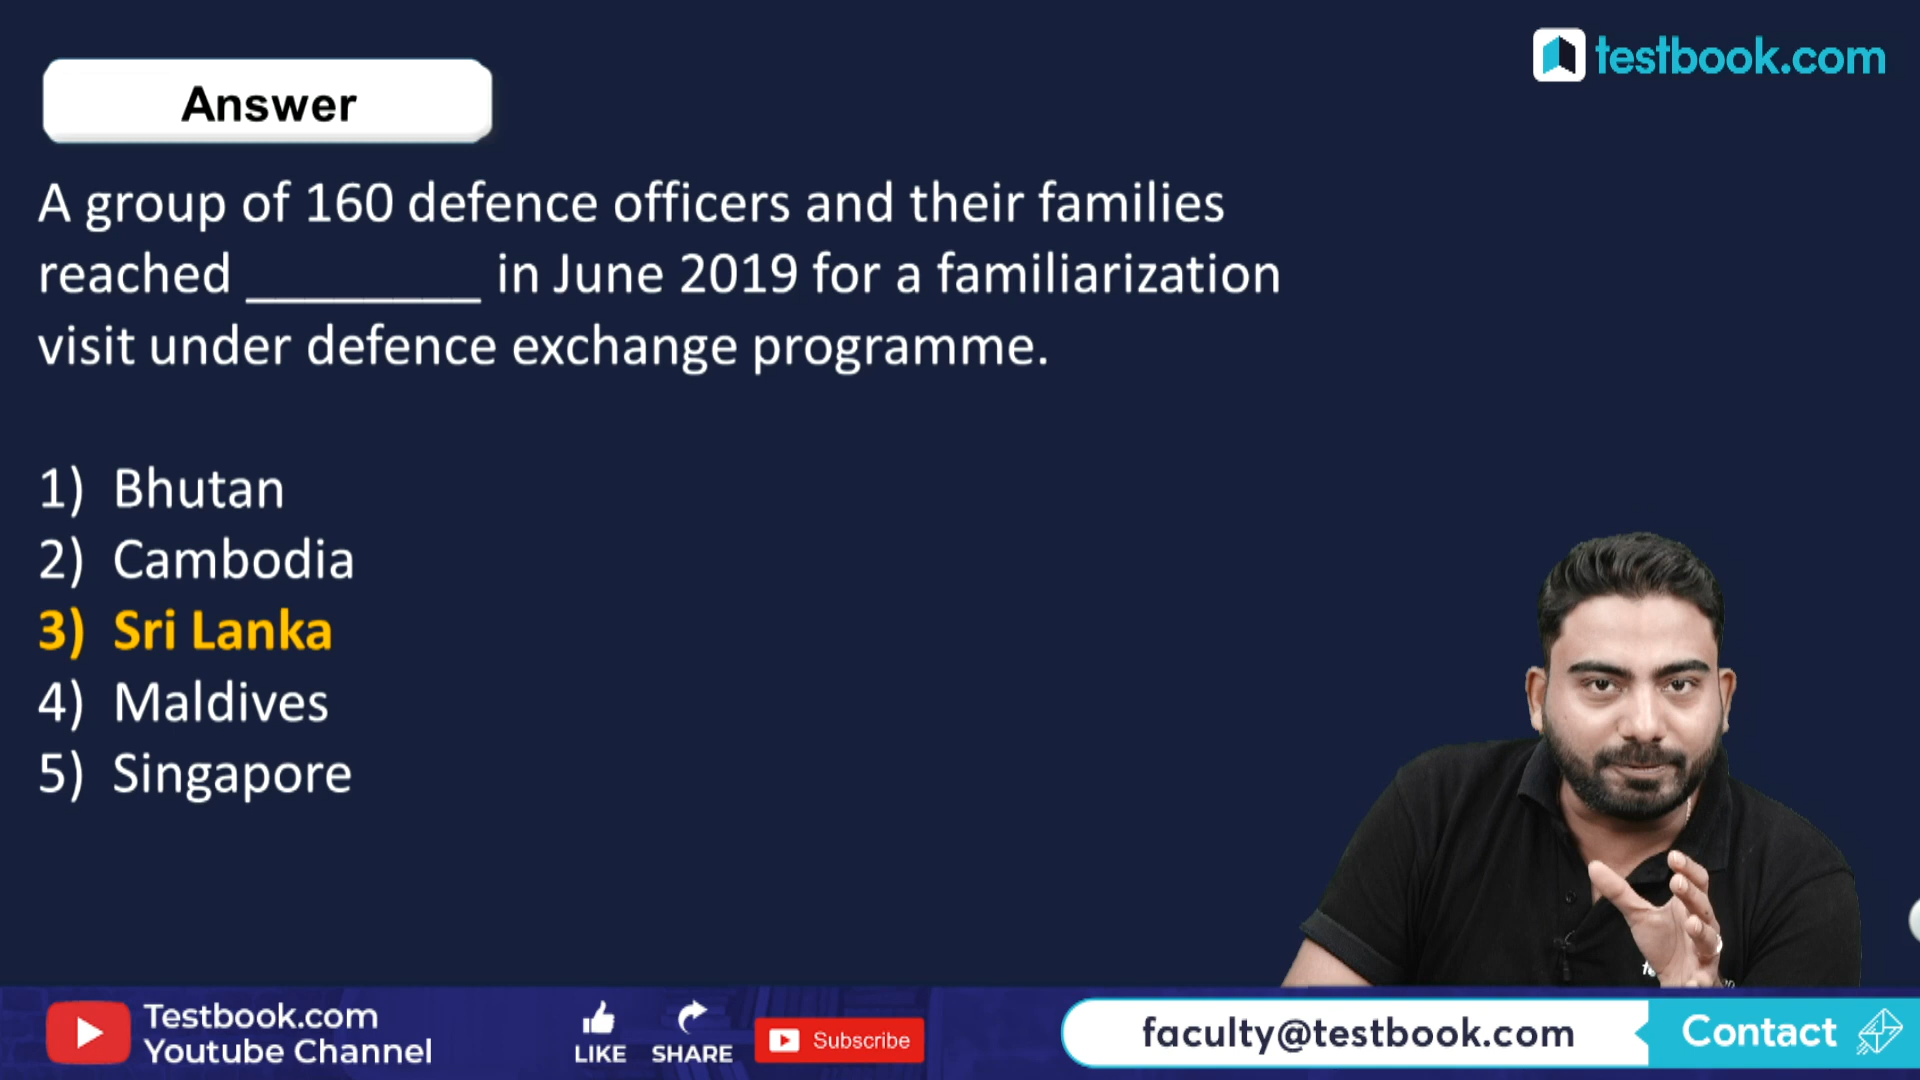 testbook.com
Answer
A group of 160 defence officers and their families
reached ________ in June 2019 for a familiarization
visit under defence exchange programme.
1) Bhutan
2) Cambodia
3) Sri Lanka
4) Maldives
5) Singapore
Testbook.com
Youtube Channel
LIKE
SHARE
Subscribe
faculty@testbook.com
Contact